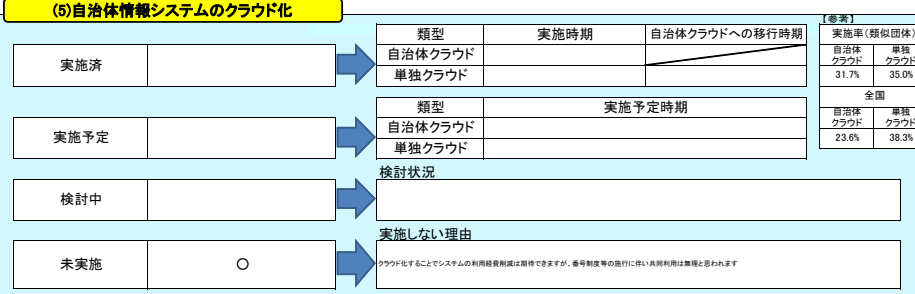 (5)自治体情報システムのクラウド化
【参考】
類型 実施時期 自治体クラウドへの移行時期
実施済
自治体クラウド
単独クラウド
実施率(類似団体)
自治体クラウド 単独クラウド
31.7% 35.0%
全国
自治体クラウド 単独クラウド
23.6% 38.3%
類型 実施予定時期
実施予定
自治体クラウド
単独クラウド
検討状況
検討中
実施しない理由
未実施 ○
クラウド化することでシステムの利用経費削減は期待できますが、番号制度等の施行に伴い共同利用は無理と思われます